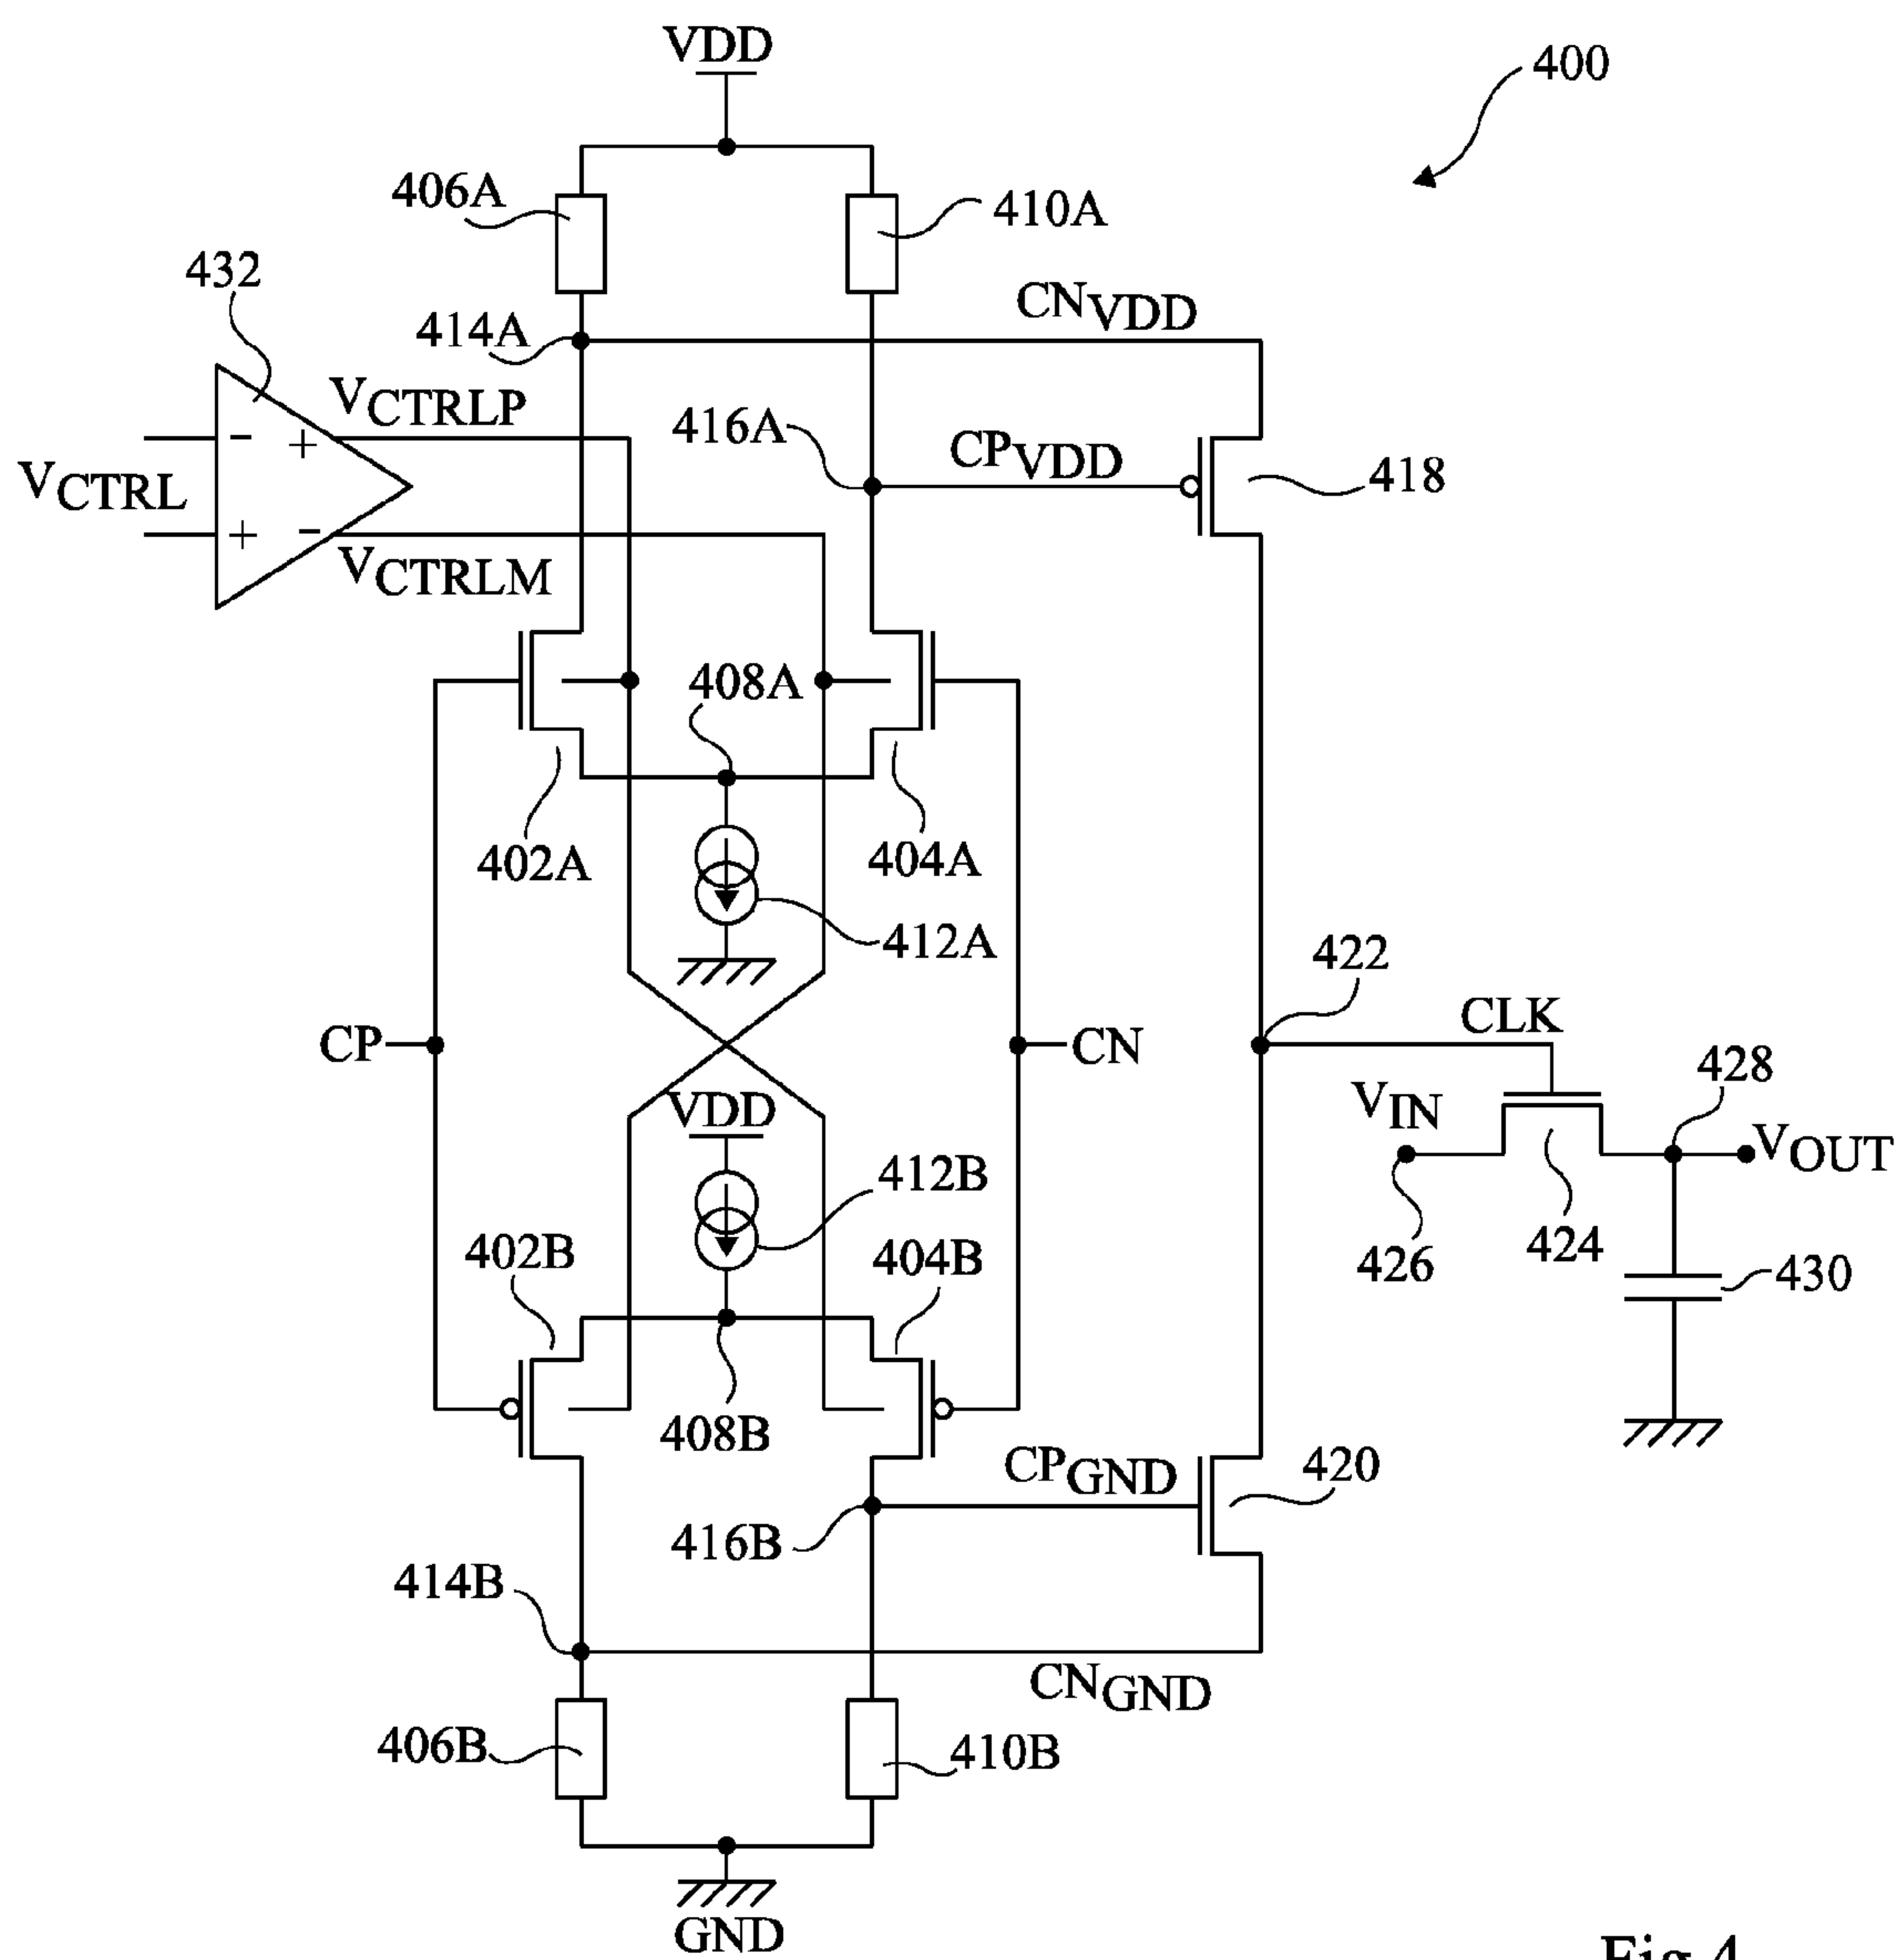 VDD
400
406A
410A
432
CNVDD
414A
VCTRLP
416A
CPVDD
- +
418
VCTRL
+ -
VCTRLM
408A
402A
404A
412A
422
CLK
CP
CN
428
VIN
VDD
VOUT
412B
402B
404B
424
426
430
408B
CPGND
420
416B
414B
CNGND
406B
410B
GND
Fig 4